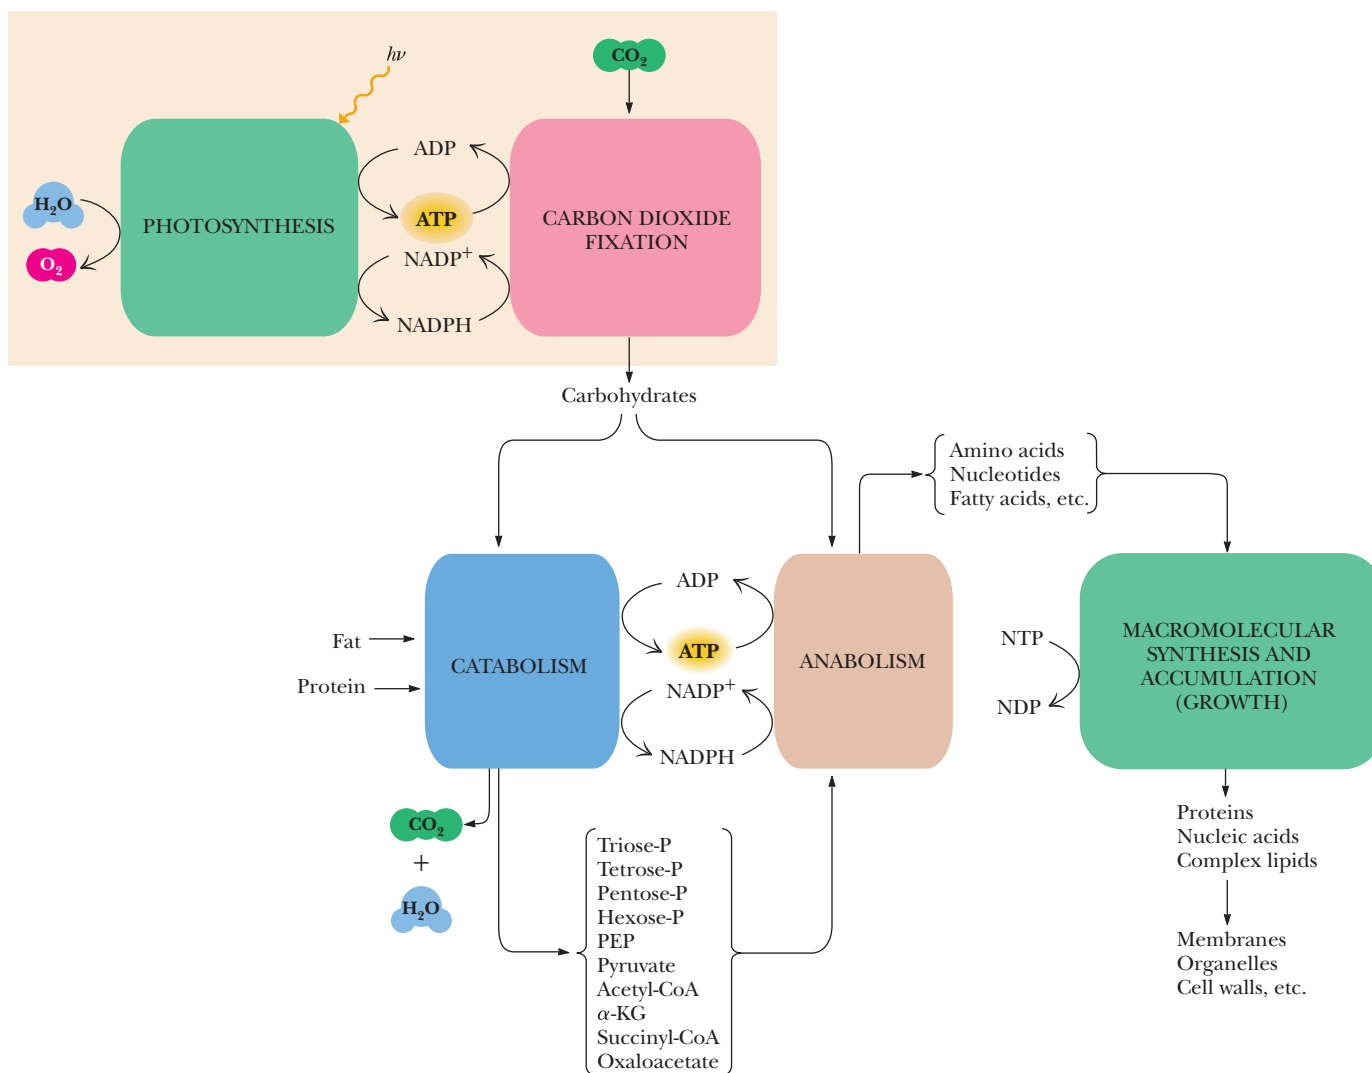 hν
CO₂
ADP
H₂O
ATP
PHOTOSYNTHESIS
CARBON DIOXIDE
FIXATION
O₂
NADP⁺
NADPH
Carbohydrates
Amino acids
Nucleotides
Fatty acids, etc.
ADP
Fat
ATP
CATABOLISM
ANABOLISM
Protein
NADP⁺
NADPH
NTP
NDP
MACROMOLECULAR
SYNTHESIS AND
ACCUMULATION
(GROWTH)
CO₂
+
H₂O
Triose-P
Tetrose-P
Pentose-P
Hexose-P
PEP
Pyruvate
Acetyl-CoA
α-KG
Succinyl-CoA
Oxaloacetate
Proteins
Nucleic acids
Complex lipids
Membranes
Organelles
Cell walls, etc.